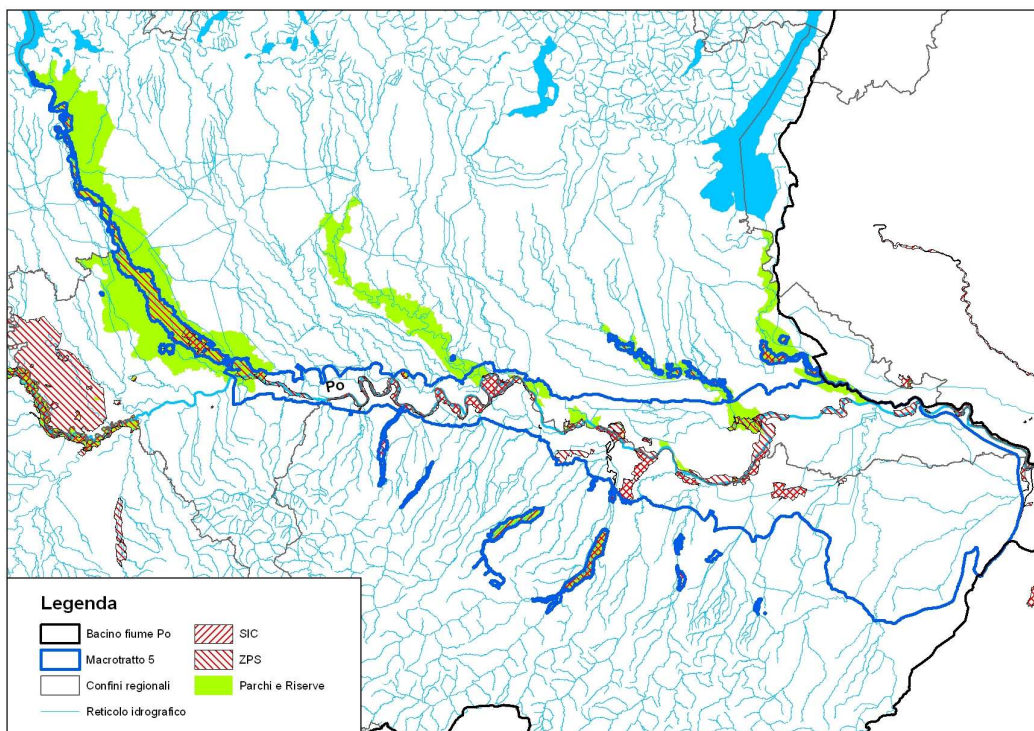 Po
Legenda
Bacino fiume Po
SIC
Macrotratto 5
ZPS
Confini regionali
Parchi e Riserve
Reticolo idrografico